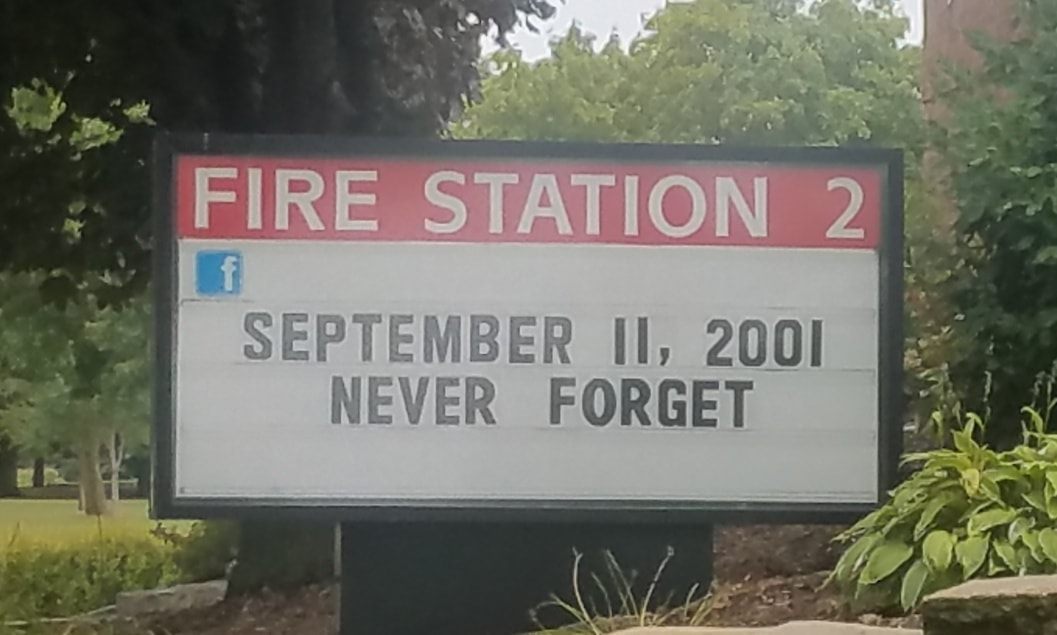 FIRE STATION 2
f
SEPTEMBER 11, 2001
NEVER FORGET